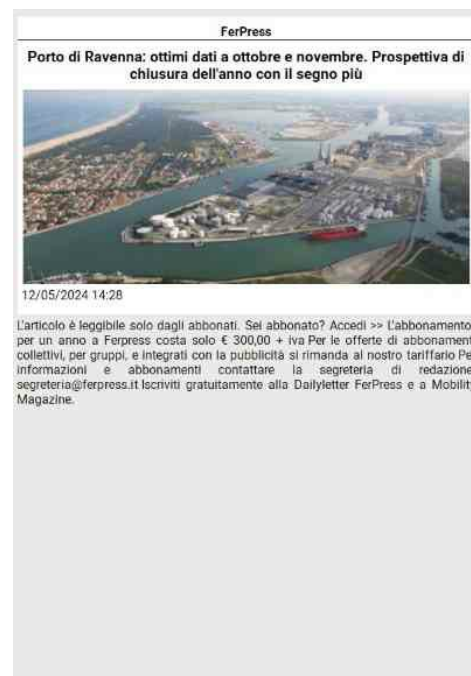 FerPress
Porto di Ravenna: ottimi dati a ottobre e novembre. Prospettiva di
chiusura dell'anno con il segno più
12/05/2024 14:28
L'articolo è leggibile solo dagli abbonati. Sei abbonato? Accedi >> L'abbonamento
per un anno a Ferpress costa solo € 300,00 + iva Per le offerte di abbonament
collettivi, per gruppi, e integrati con la pubblicità si rimanda al nostro tariffario Pe
informazioni e abbonamenti contattare la segreteria di redazione
segreteria@ferpress.it Iscriviti gratuitamente alla Dailyletter FerPress e a Mobilit
Magazine.